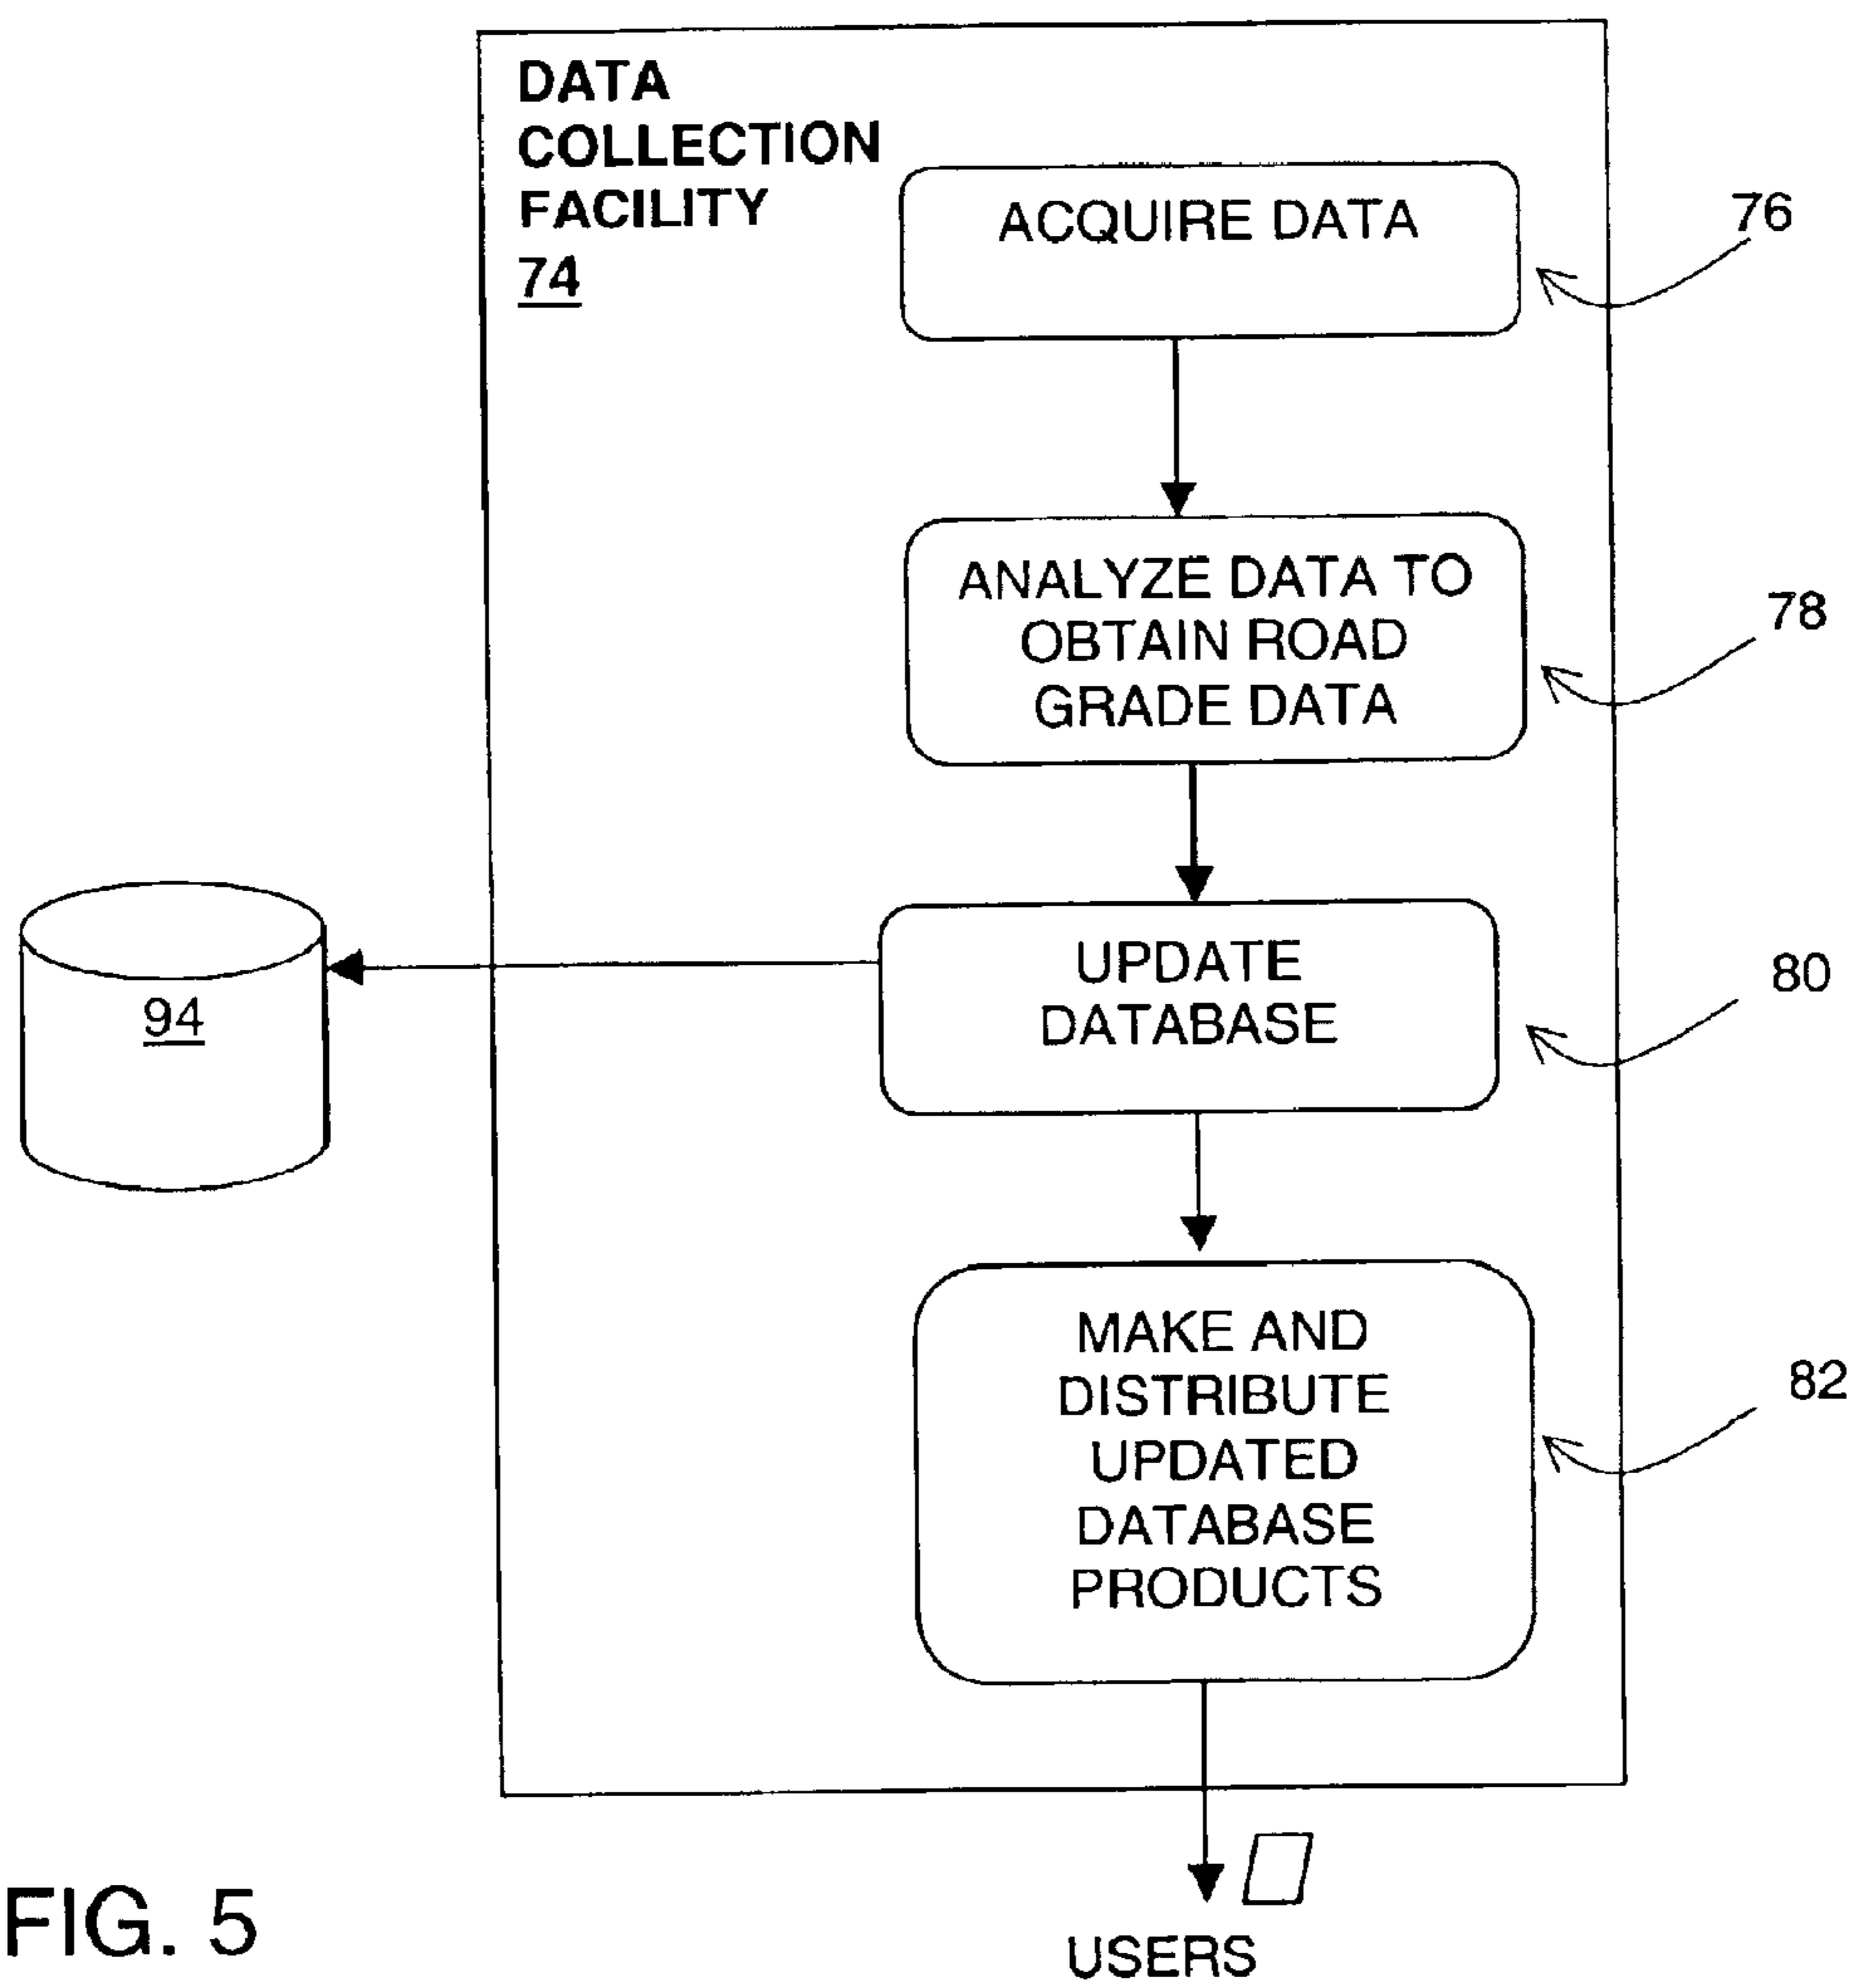 DATA
COLLECTION
FACILITY
74
ACQUIRE DATA
76
ANALYZE DATA TO
OBTAIN ROAD
GRADE DATA
78
UPDATE
DATABASE
80
94
MAKE AND
DISTRIBUTE
UPDATED
DATABASE
PRODUCTS
82
USERS
FIG. 5